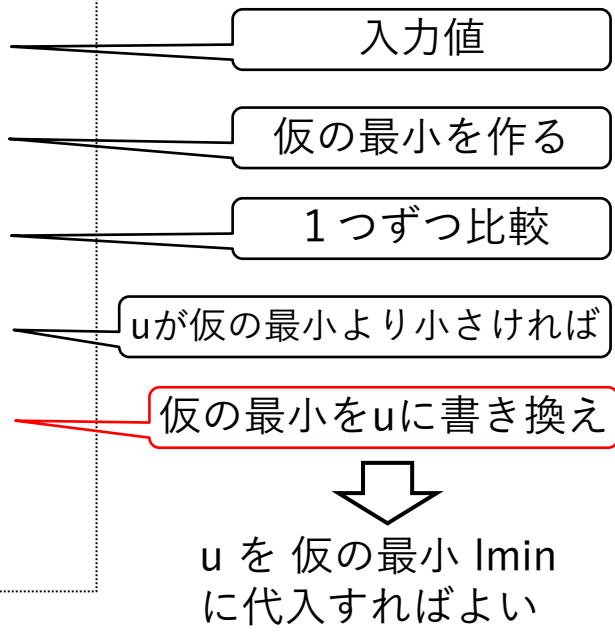 入力値
仮の最小を作る
１つずつ比較
uが仮の最小より小さければ
仮の最小をuに書き換え
u を 仮の最小 lmin
に代入すればよい